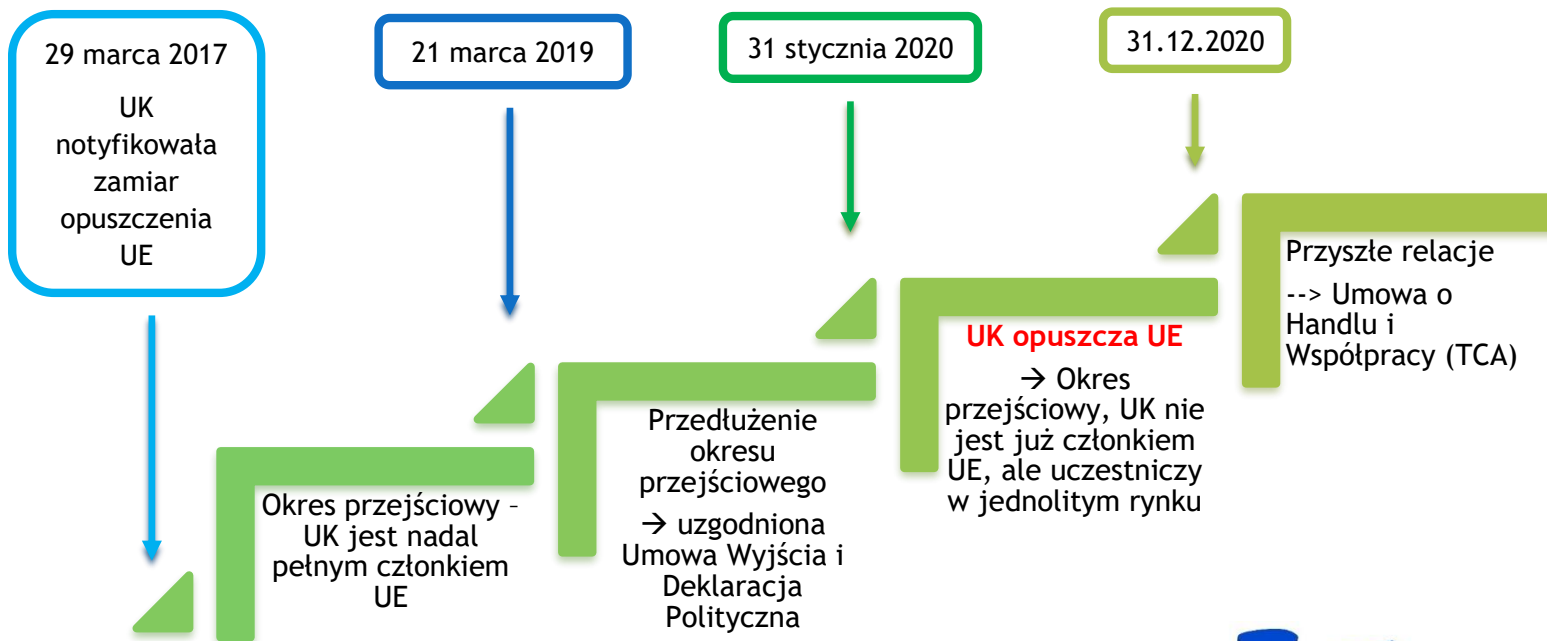 29 marca 2017
UK
notyfikowała
zamiar
opuszczenia
UE
21 marca 2019
31 stycznia 2020
31.12.2020
Okres przejściowy –
UK jest nadal
pełnym członkiem
UE
Przedłużenie
okresu
przejściowego
→ uzgodniona
Umowa Wyjścia i
Deklaracja
Polityczna
UK opuszcza UE
→ Okres
przejściowy, UK nie
jest już członkiem
UE, ale uczestniczy
w jednolitym rynku
Przyszłe relacje
--> Umowa o
Handlu i
Współpracy (TCA)